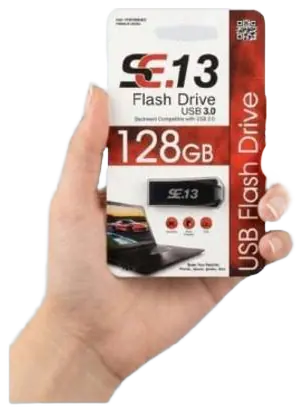 SE.13
Flash Drive
USB 3.0
Backward Compatible with USB 2.0
128GB
USB Flash Drive
SE.13